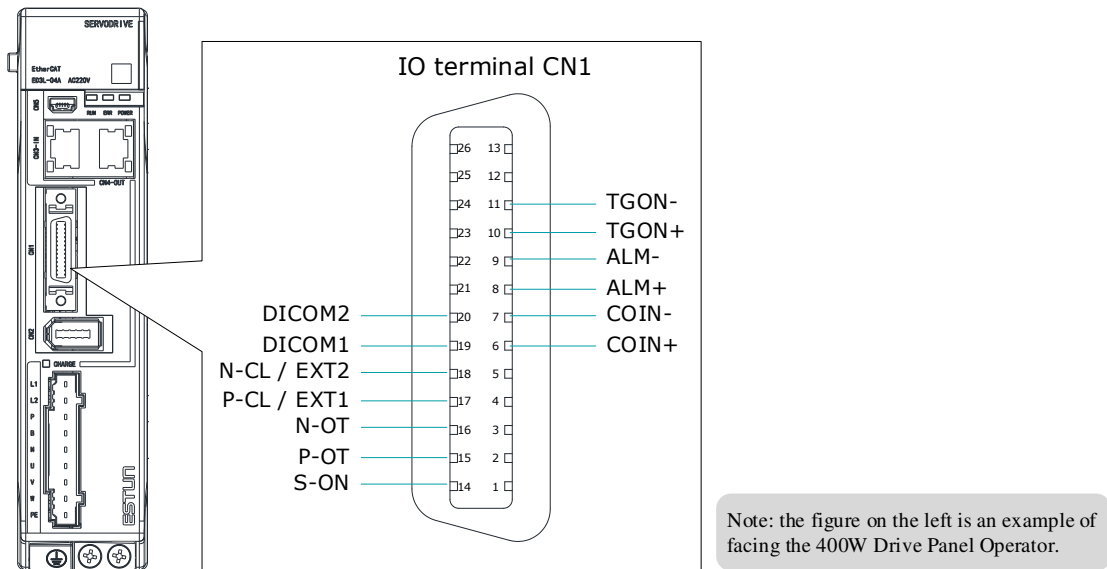 SERVODRIVE
EtherCAT
ED3L-04A AC220V
CN5
RUN ERR POWER
CN3-IN
CN4-OUT
CN1
CN2
CHARGE
L1
L2
P
B
N
U
V
W
PE
ESTUN
IO terminal CN1
26 13
25 12
24 11 TGON-
23 10 TGON+
22 9 ALM-
21 8 ALM+
DICOM2 20 7 COIN-
DICOM1 19 6 COIN+
N-CL / EXT2 18 5
P-CL / EXT1 17 4
N-OT 16 3
P-OT 15 2
S-ON 14 1
Note: the figure on the left is an example of
facing the 400W Drive Panel Operator.